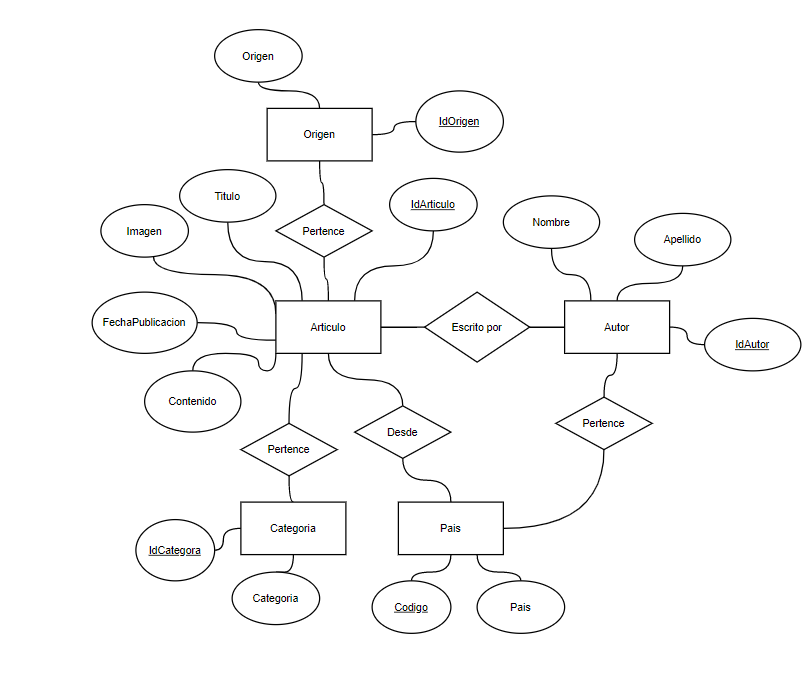 Origen
Origen
IdOrigen
Titulo
IdArticulo
Imagen
Pertence
Nombre
Apellido
FechaPublicacion
Articulo
Escrito por
Autor
IdAutor
Contenido
Pertence
Desde
Pertence
Categoria
Pais
IdCategora
Categoria
Codigo
Pais